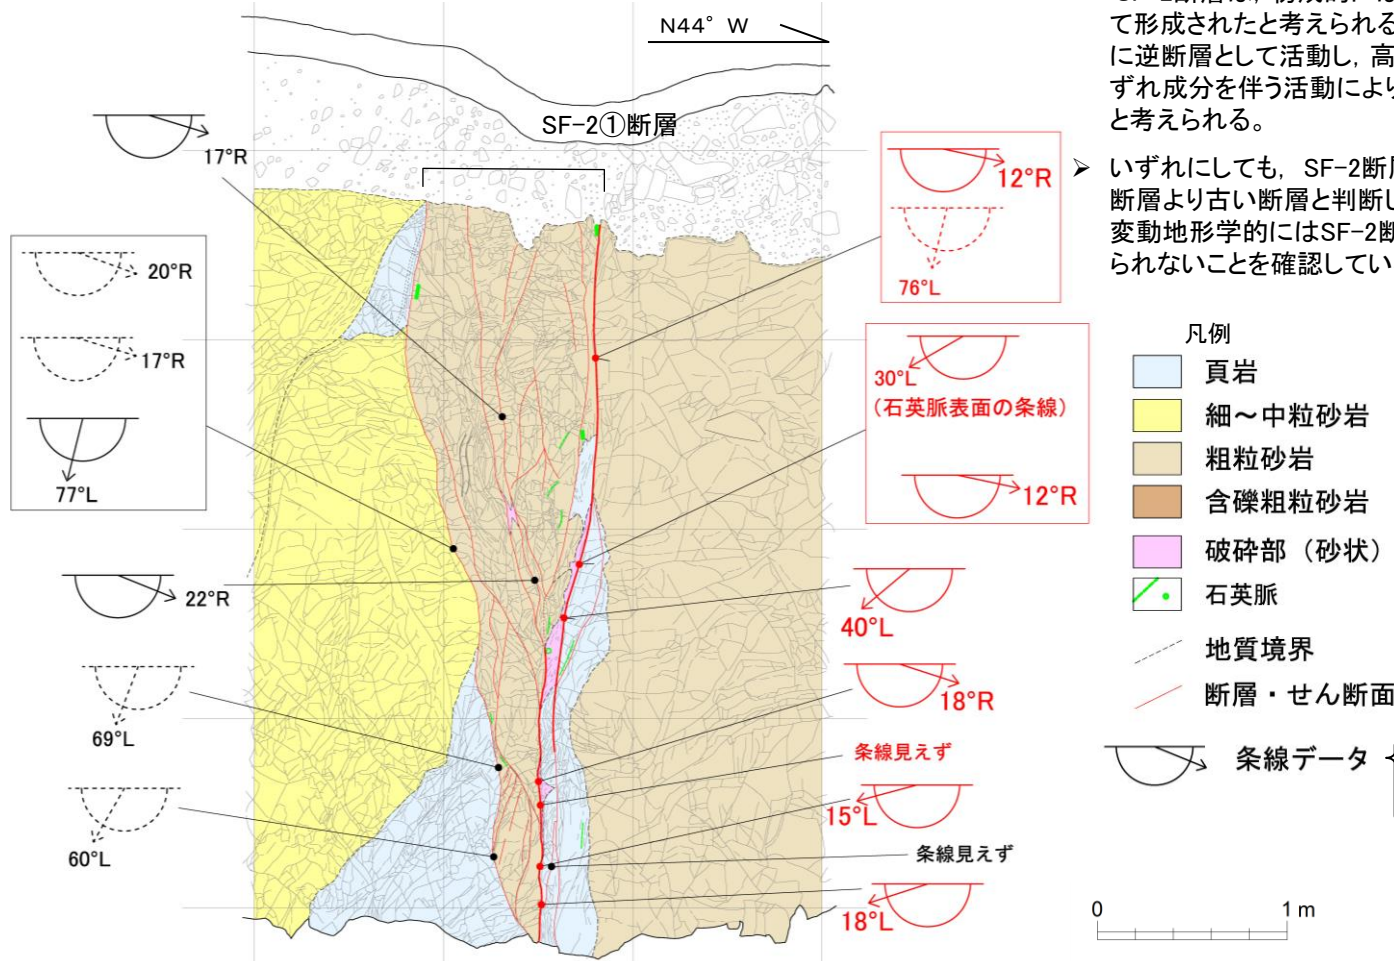 N44° W
SF-2①断層
て形成されたと考えられる
に逆断層として活動し, 高
ずれ成分を伴う活動により
と考えられる。
➢ いずれにしても, SF-2断層
断層より古い断層と判断し
変動地形学的にはSF-2断
られないことを確認してい
17°R
20°R
17°R
77°L
22°R
69°L
60°L
12°R
76°L
30°L
(石英脈表面の条線)
12°R
40°L
18°R
条線見えず
15°L
条線見えず
18°L
凡例
頁岩
細～中粒砂岩
粗粒砂岩
含礫粗粒砂岩
破砕部（砂状）
石英脈
地質境界
断層・せん断面
条線データ
0 1 m